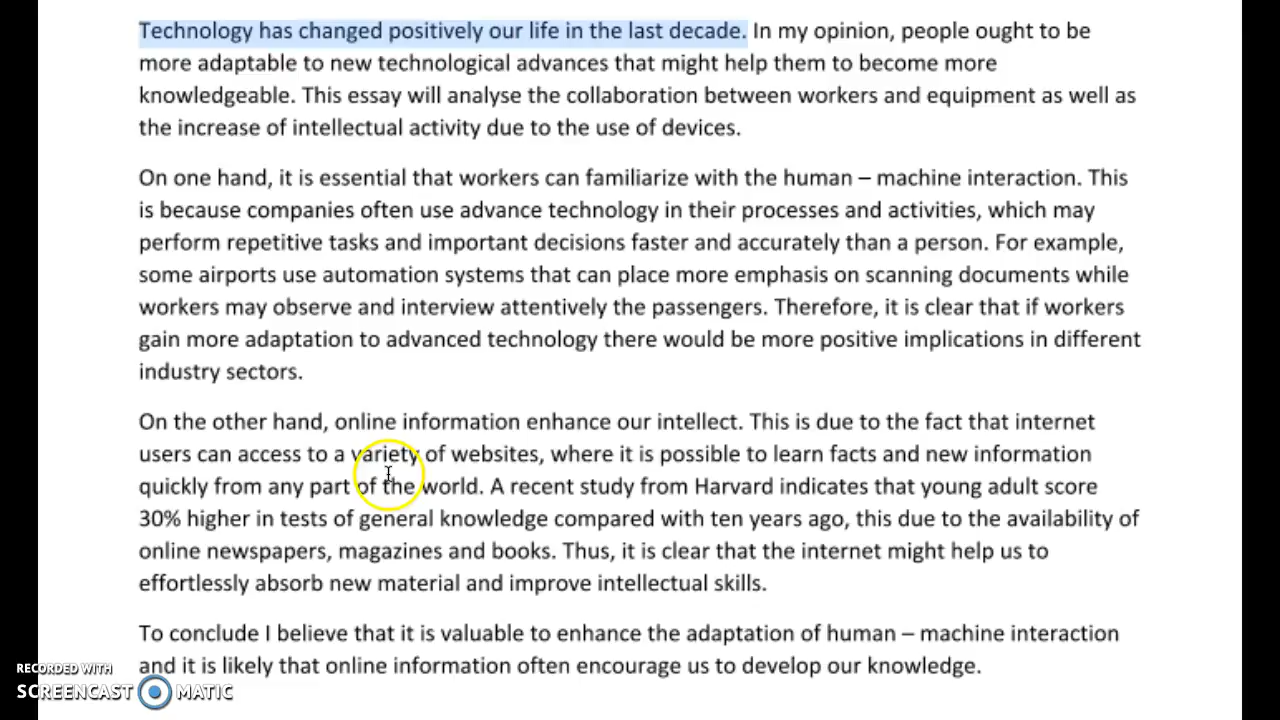 Technology has changed positively our life in the last decade. In my opinion, people ought to be
more adaptable to new technological advances that might help them to become more
knowledgeable. This essay will analyse the collaboration between workers and equipment as well as
the increase of intellectual activity due to the use of devices.
On one hand, it is essential that workers can familiarize with the human – machine interaction. This
is because companies often use advance technology in their processes and activities, which may
perform repetitive tasks and important decisions faster and accurately than a person. For example,
some airports use automation systems that can place more emphasis on scanning documents while
workers may observe and interview attentively the passengers. Therefore, it is clear that if workers
gain more adaptation to advanced technology there would be more positive implications in different
industry sectors.
On the other hand, online information enhance our intellect. This is due to the fact that internet
users can access to a variety of websites, where it is possible to learn facts and new information
quickly from any part of the world. A recent study from Harvard indicates that young adult score
30% higher in tests of general knowledge compared with ten years ago, this due to the availability of
online newspapers, magazines and books. Thus, it is clear that the internet might help us to
effortlessly absorb new material and improve intellectual skills.
To conclude I believe that it is valuable to enhance the adaptation of human – machine interaction
and it is likely that online information often encourage us to develop our knowledge.
RECORDED WITH
SCREENCAST MATIC